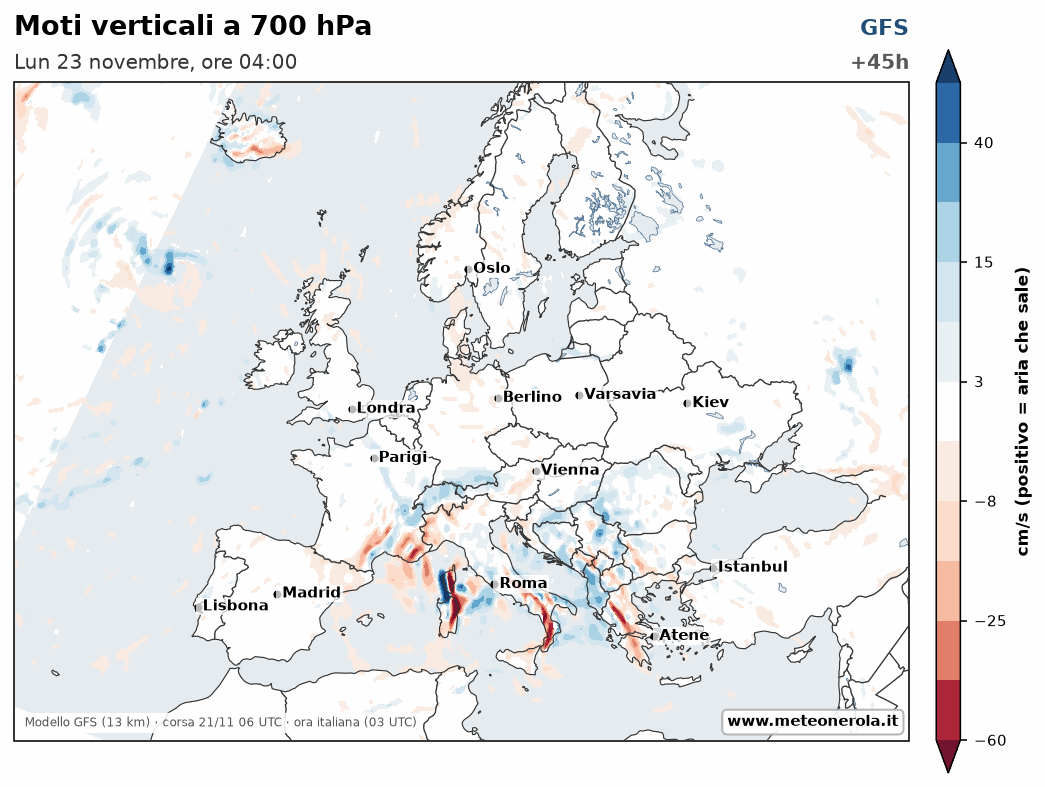 Moti verticali a 700 hPa
GFS
Lun 23 novembre, ore 04:00
+45h
40
15
3
−8
−25
−60
cm/s (positivo = aria che sale)
Oslo
Londra
Berlino
Varsavia
Kiev
Parigi
Vienna
Istanbul
Roma
Madrid
Lisbona
Atene
Modello GFS (13 km) · corsa 21/11 06 UTC · ora italiana (03 UTC)
www.meteonerola.it